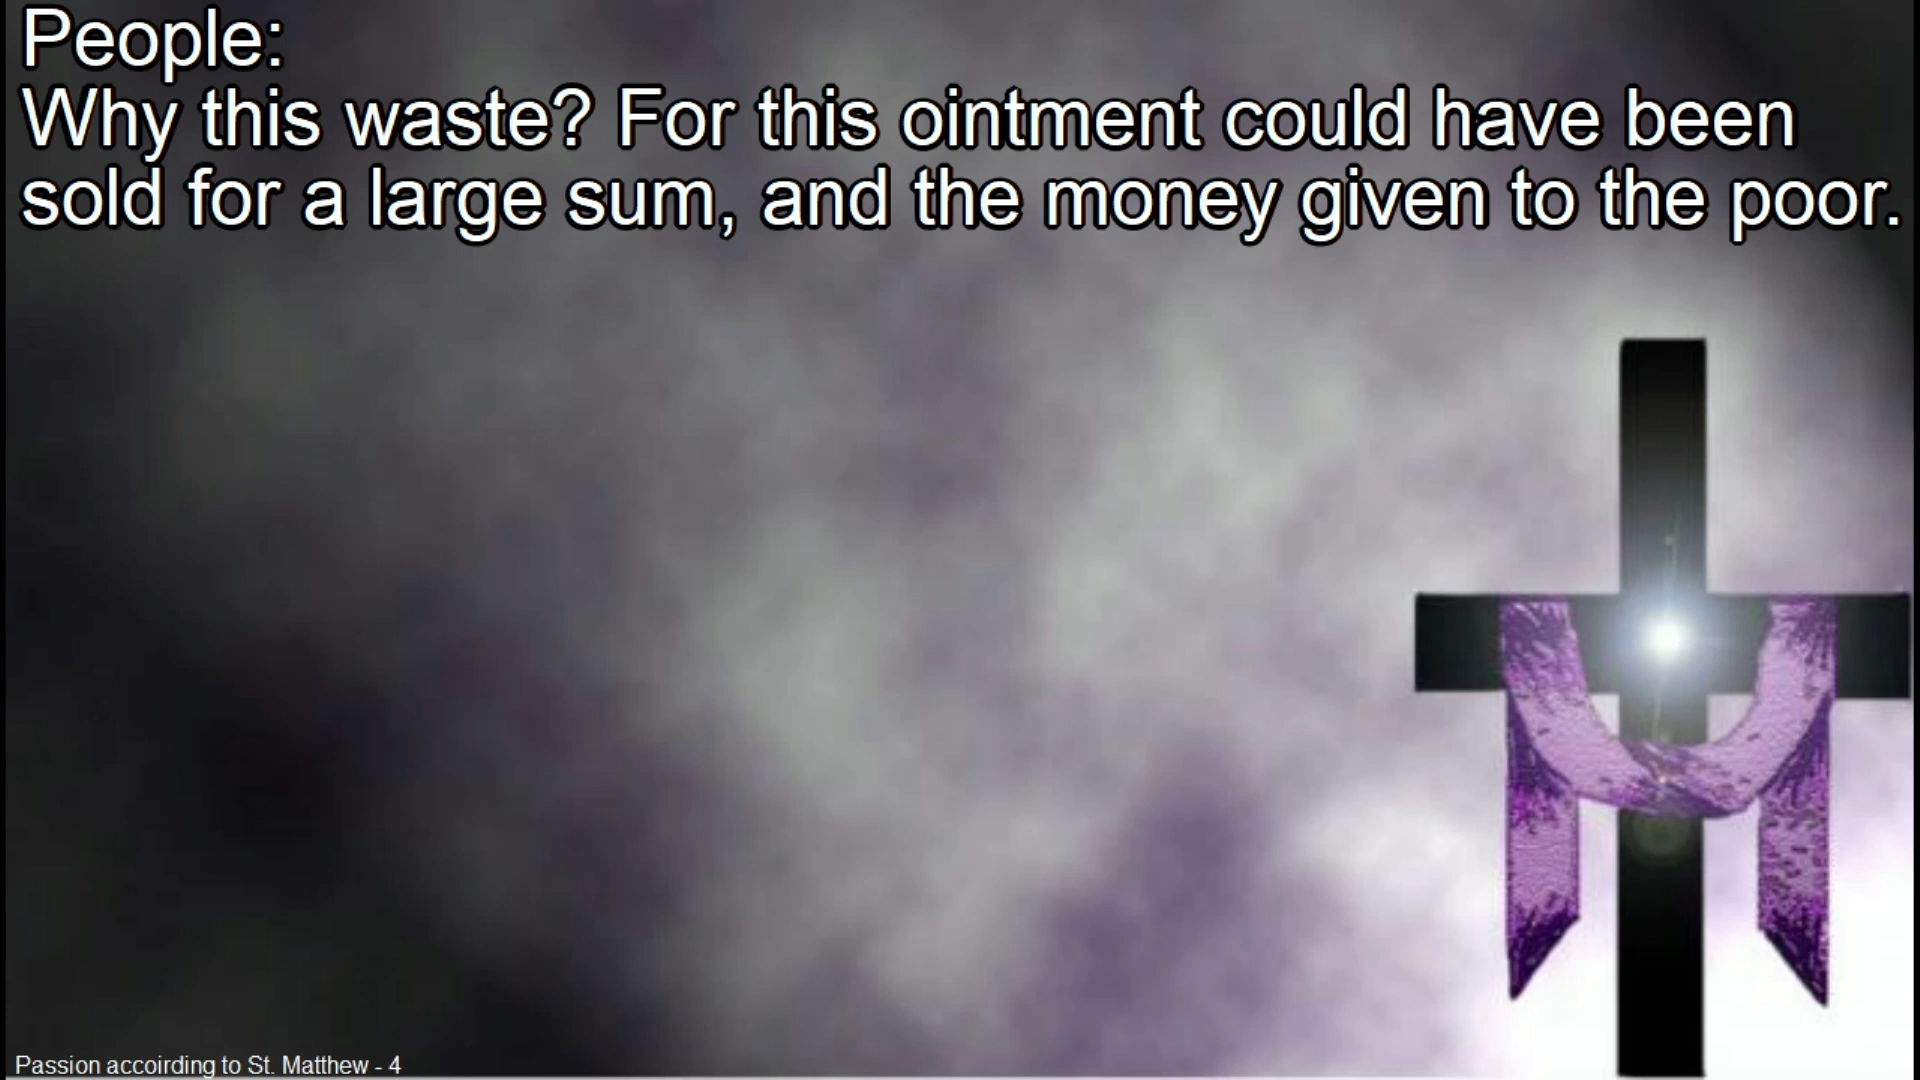 People:
Why this waste? For this ointment could have been
sold for a large sum, and the money given to the poor.
Passion accoirding to St. Matthew - 4